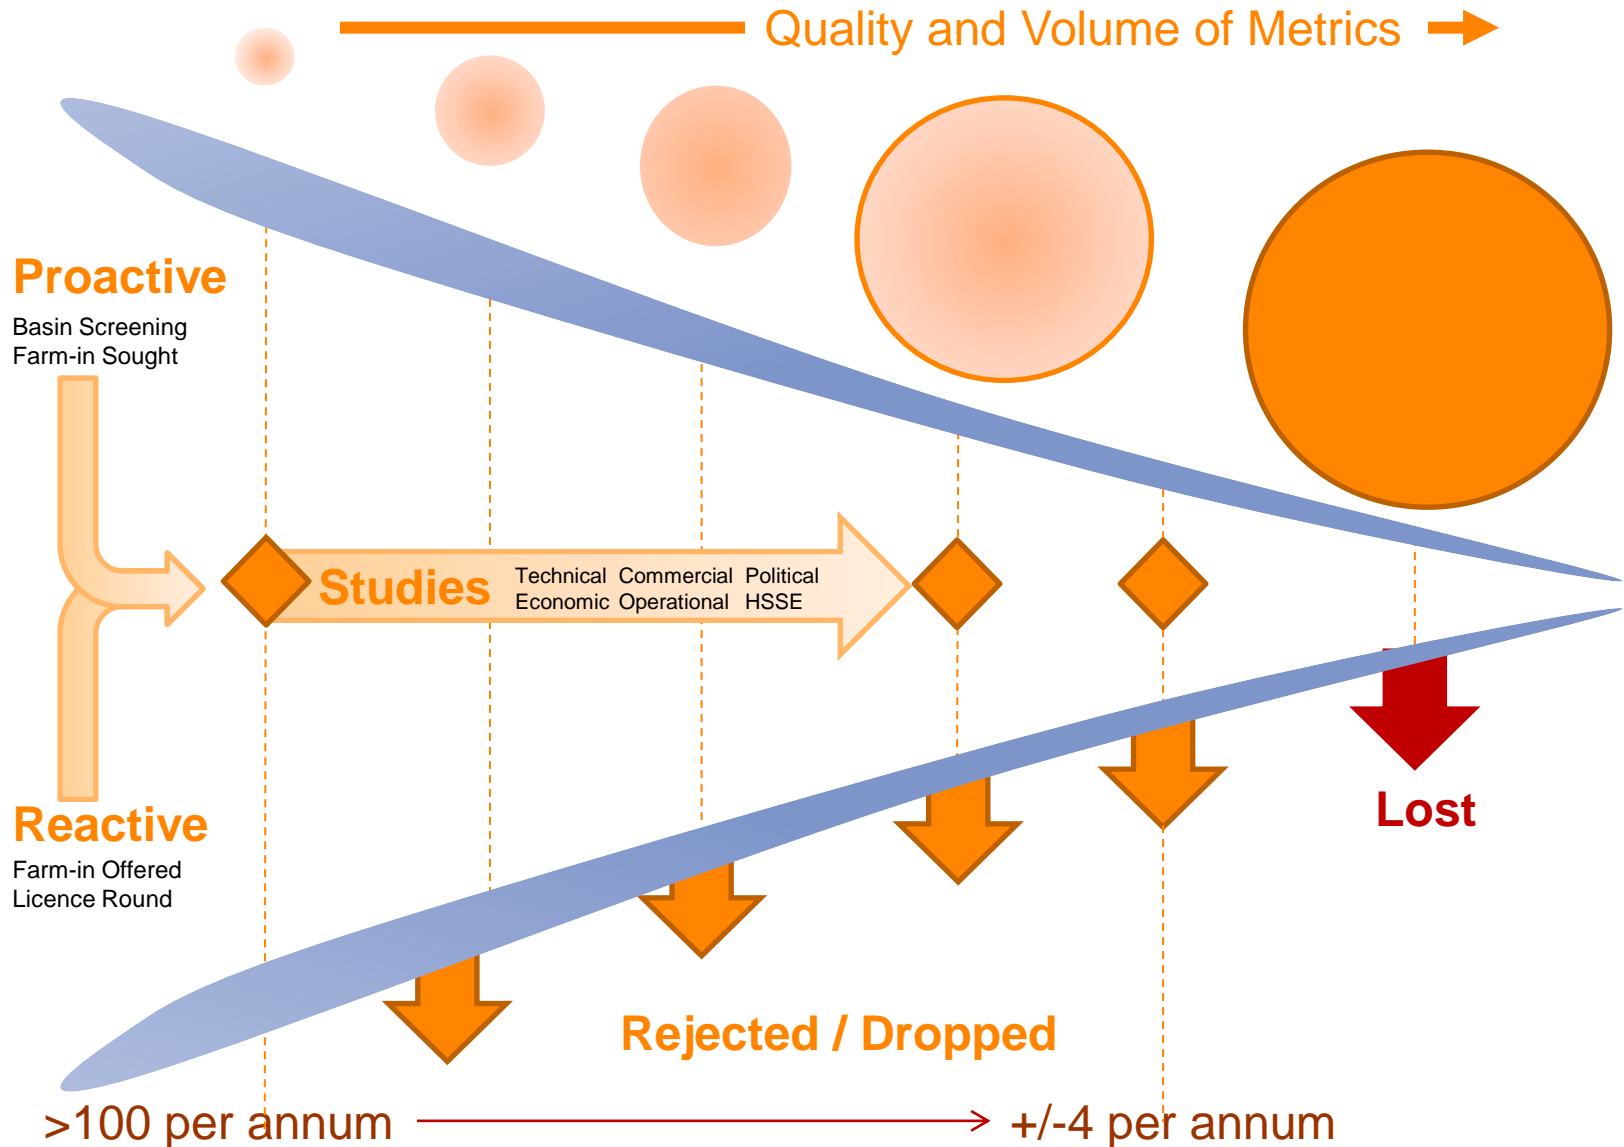 Quality and Volume of Metrics
Proactive
Basin Screening
Farm-in Sought
Studies
Technical Commercial Political
Economic Operational HSSE
Reactive
Farm-in Offered
Licence Round
Lost
Rejected / Dropped
>100 per annum
+/-4 per annum